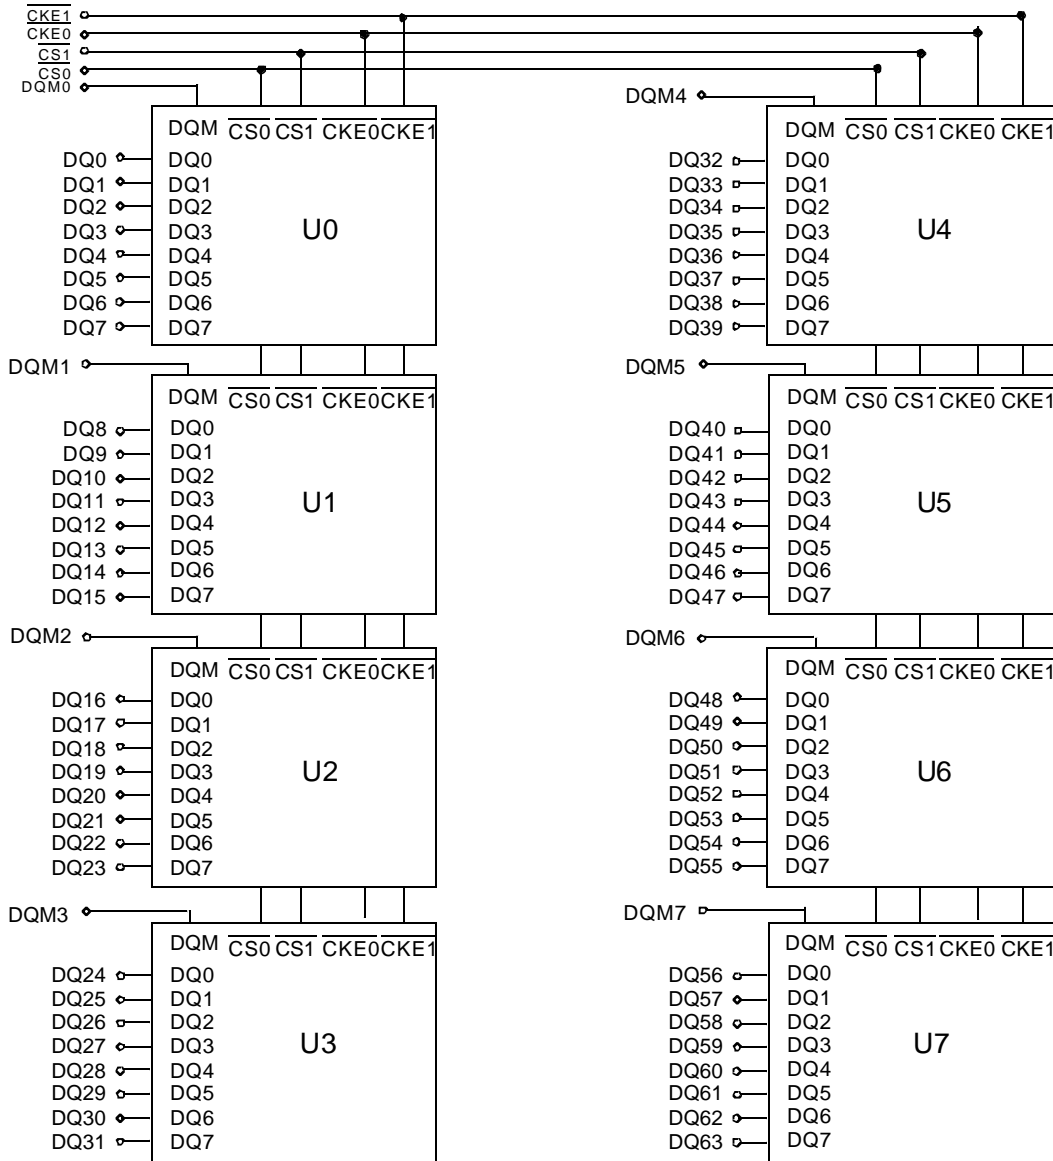 CKE1
CKE0
CS1
CS0
DQM0
DQM CS0 CS1 CKE0 CKE1
DQ0 DQ0
DQ1 DQ1
DQ2 DQ2
DQ3 DQ3
DQ4 DQ4
DQ5 DQ5
DQ6 DQ6
DQ7 DQ7
U0
DQM1
DQM CS0 CS1 CKE0 CKE1
DQ8 DQ0
DQ9 DQ1
DQ10 DQ2
DQ11 DQ3
DQ12 DQ4
DQ13 DQ5
DQ14 DQ6
DQ15 DQ7
U1
DQM2
DQM CS0 CS1 CKE0 CKE1
DQ16 DQ0
DQ17 DQ1
DQ18 DQ2
DQ19 DQ3
DQ20 DQ4
DQ21 DQ5
DQ22 DQ6
DQ23 DQ7
U2
DQM3
DQM CS0 CS1 CKE0 CKE1
DQ24 DQ0
DQ25 DQ1
DQ26 DQ2
DQ27 DQ3
DQ28 DQ4
DQ29 DQ5
DQ30 DQ6
DQ31 DQ7
U3
DQM4
DQM CS0 CS1 CKE0 CKE1
DQ32 DQ0
DQ33 DQ1
DQ34 DQ2
DQ35 DQ3
DQ36 DQ4
DQ37 DQ5
DQ38 DQ6
DQ39 DQ7
U4
DQM5
DQM CS0 CS1 CKE0 CKE1
DQ40 DQ0
DQ41 DQ1
DQ42 DQ2
DQ43 DQ3
DQ44 DQ4
DQ45 DQ5
DQ46 DQ6
DQ47 DQ7
U5
DQM6
DQM CS0 CS1 CKE0 CKE1
DQ48 DQ0
DQ49 DQ1
DQ50 DQ2
DQ51 DQ3
DQ52 DQ4
DQ53 DQ5
DQ54 DQ6
DQ55 DQ7
U6
DQM7
DQM CS0 CS1 CKE0 CKE1
DQ56 DQ0
DQ57 DQ1
DQ58 DQ2
DQ59 DQ3
DQ60 DQ4
DQ61 DQ5
DQ62 DQ6
DQ63 DQ7
U7